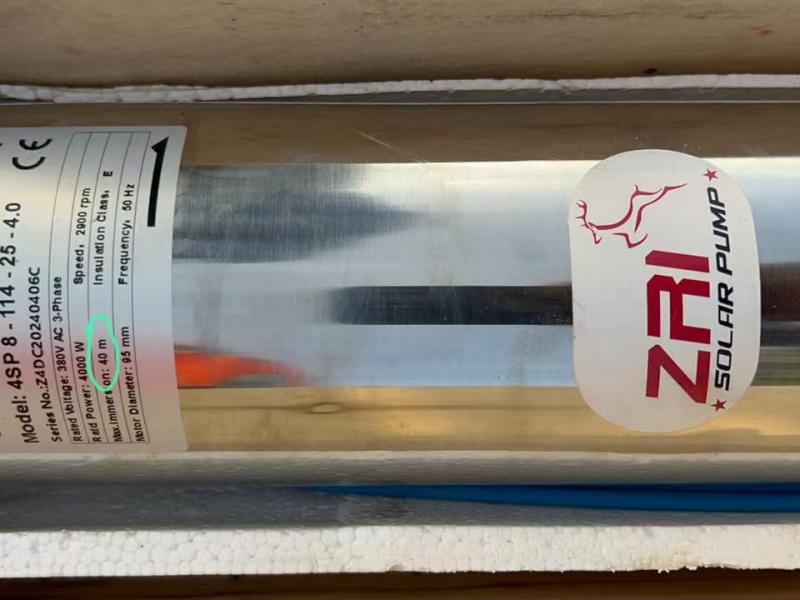 CE
Model: 4SP 8 - 114 - 25 - 4.0
Series No.:Z4DC20240406C
Rated Voltage: 380V AC 3-Phase
Ratd Power: 4000 W Speed: 2900 rpm
Max.Immersion: 40 m Insulation Class: E
Motor Diameter: 95 mm Frequency: 50 Hz
ZRI
SOLAR PUMP